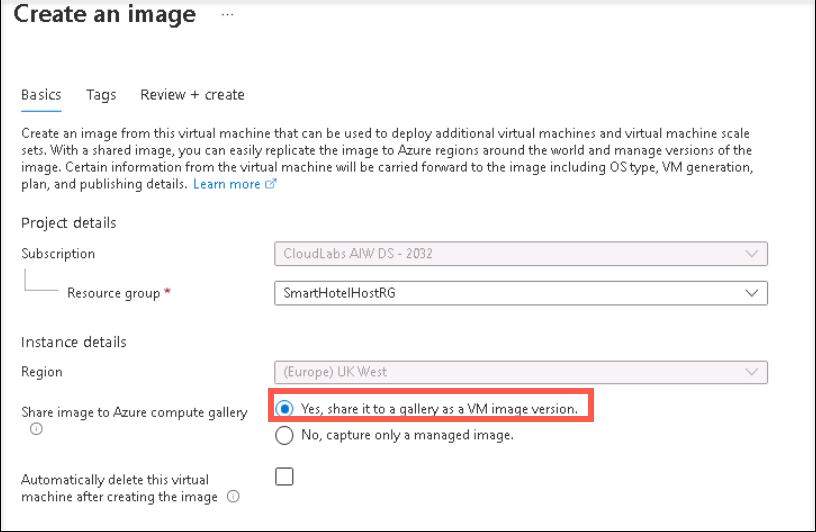 Create an image ...
Basics Tags Review + create
Create an image from this virtual machine that can be used to deploy additional virtual machines and virtual machine scale
sets. With a shared image, you can easily replicate the image to Azure regions around the world and manage versions of the
image. Certain information from the virtual machine will be carried forward to the image including OS type, VM generation,
plan, and publishing details. Learn more
Project details
Subscription CloudLabs AIW DS - 2032
Resource group * SmartHotelHostRG
Instance details
Region (Europe) UK West
Share image to Azure compute gallery Yes, share it to a gallery as a VM image version.
No, capture only a managed image.
Automatically delete this virtual
machine after creating the image